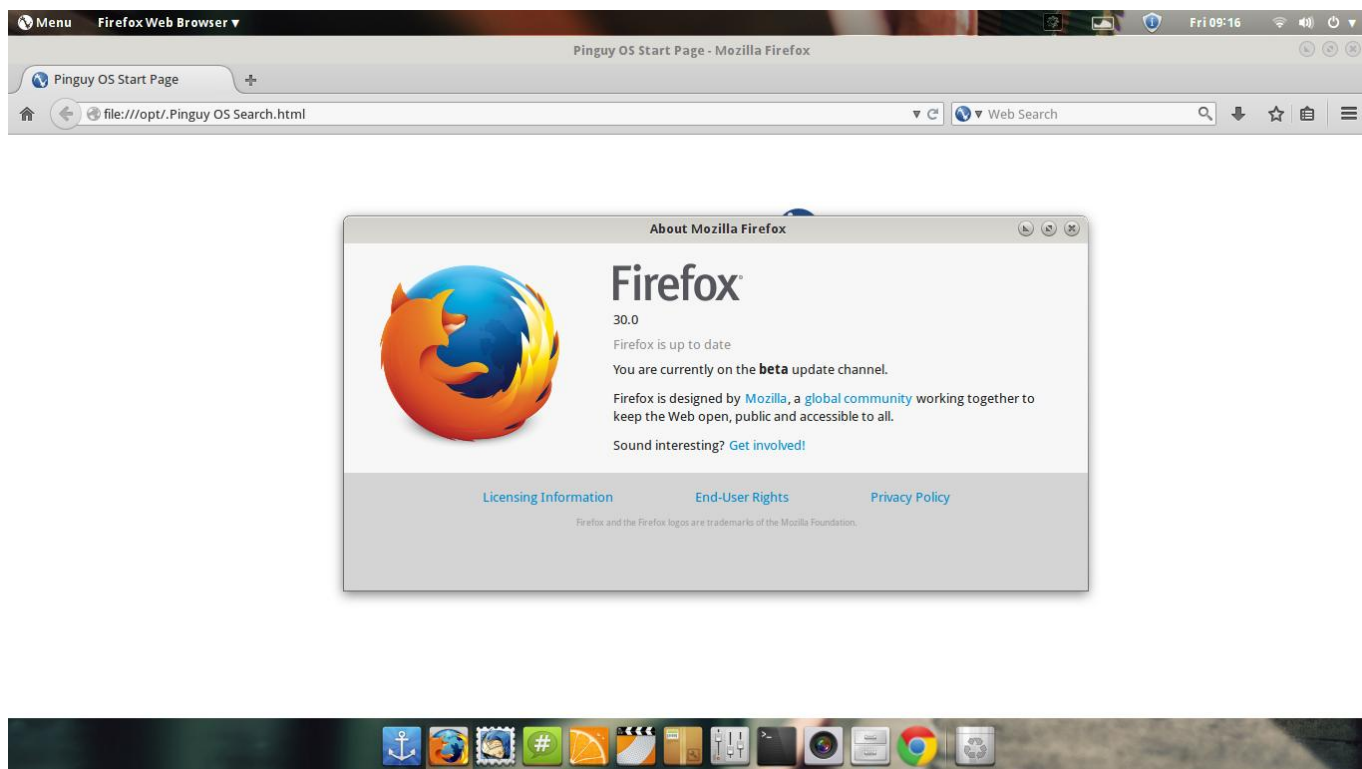 Menu Firefox Web Browser ▾ Fri 09:16
Pinguy OS Start Page - Mozilla Firefox
Pinguy OS Start Page
file:///opt/.Pinguy OS Search.html Web Search
About Mozilla Firefox
Firefox
30.0
Firefox is up to date
You are currently on the beta update channel.
Firefox is designed by Mozilla, a global community working together to
keep the Web open, public and accessible to all.
Sound interesting? Get involved!
Licensing Information End-User Rights Privacy Policy
Firefox and the Firefox logos are trademarks of the Mozilla Foundation.
#
>_